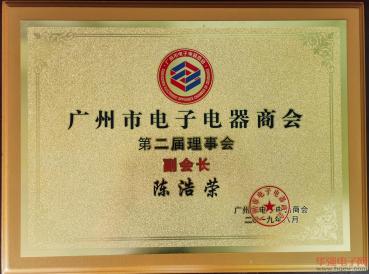 广州市电子电器商会
第二届理事会
副会长
陈浩荣
广州市电子电器商会
二〇一九年八月
华强电子网